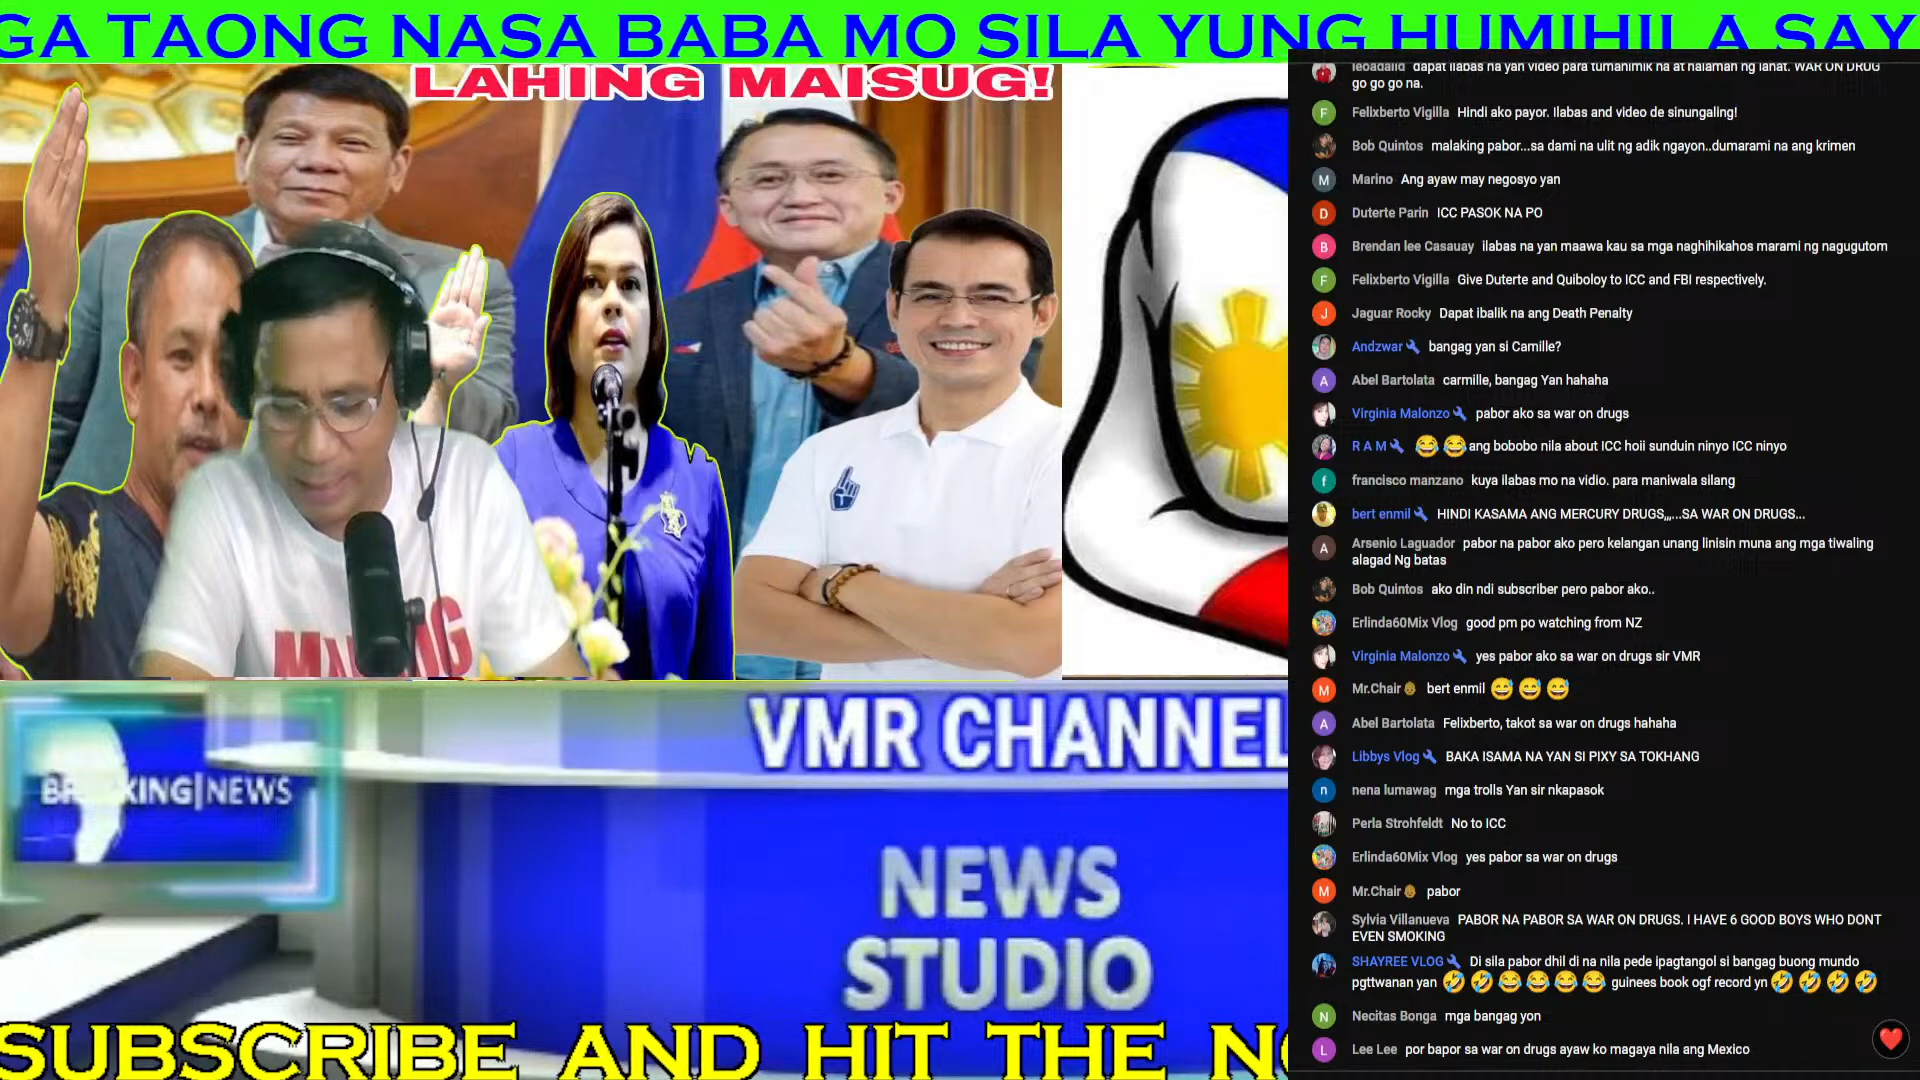 GA TAONG NASA BABA MO SILA YUNG HUMIHILA SAY
LAHING MAISUG!
VMR CHANNEL
NEWS
NEWS
STUDIO
SUBSCRIBE AND HIT THE
leoadalid dapat ilabas na yan video para tumahimik na at nalaman ng lahat. WAR ON DRUG
go go go na.
F Felixberto Vigilla Hindi ako payor. Ilabas and video de sinungaling!
Bob Quintos malaking pabor...sa dami na ulit ng adik ngayon..dumarami na ang krimen
M Marino Ang ayaw may negosyo yan
D Duterte Parin ICC PASOK NA PO
B Brendan lee Casauay ilabas na yan maawa kau sa mga naghihikahos marami ng nagugutom
F Felixberto Vigilla Give Duterte and Quiboloy to ICC and FBI respectively.
J Jaguar Rocky Dapat ibalik na ang Death Penalty
Andzwar bangag yan si Camille?
A Abel Bartolata carmille, bangag Yan hahaha
Virginia Malonzo pabor ako sa war on drugs
R A M 😂 😂 ang bobobo nila about ICC hoii sunduin ninyo ICC ninyo
f francisco manzano kuya ilabas mo na vidio. para maniwala silang
bert enmil HINDI KASAMA ANG MERCURY DRUGS,,,...SA WAR ON DRUGS...
A Arsenio Laguador pabor na pabor ako pero kelangan unang linisin muna ang mga tiwaling
alagad Ng batas
Bob Quintos ako din ndi subscriber pero pabor ako..
Erlinda60Mix Vlog good pm po watching from NZ
Virginia Malonzo yes pabor ako sa war on drugs sir VMR
M Mr.Chair bert enmil 😅 😅 😅
A Abel Bartolata Felixberto, takot sa war on drugs hahaha
Libbys Vlog BAKA ISAMA NA YAN SI PIXY SA TOKHANG
n nena lumawag mga trolls Yan sir nkapasok
Perla Strohfeldt No to ICC
Erlinda60Mix Vlog yes pabor sa war on drugs
M Mr.Chair pabor
Sylvia Villanueva PABOR NA PABOR SA WAR ON DRUGS. I HAVE 6 GOOD BOYS WHO DONT
EVEN SMOKING
SHAYREE VLOG Di sila pabor dhil di na nila pede ipagtangol si bangag buong mundo
pgttwanan yan 🤣 🤣 😂 😂 😂 😂 guinees book ogf record yn 🤣 🤣 🤣 🤣
N Necitas Bonga mga bangag yon
L Lee Lee por bapor sa war on drugs ayaw ko magaya nila ang Mexico